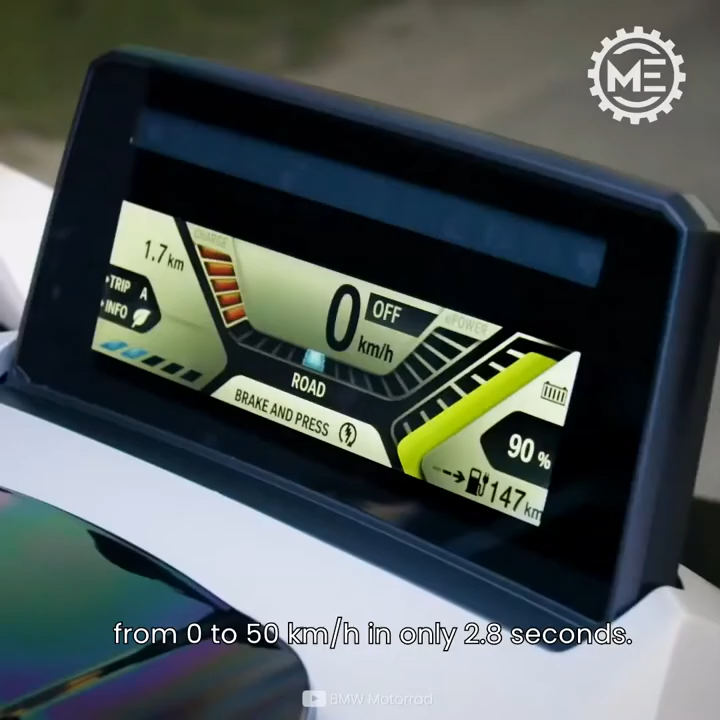 ME
CHARGE
1.7 km
TRIP A
INFO
0
OFF
km/h
ePOWER
ROAD
BRAKE AND PRESS
90 %
147 km
from 0 to 50 km/h in only 2.8 seconds.
BMW Motorrad